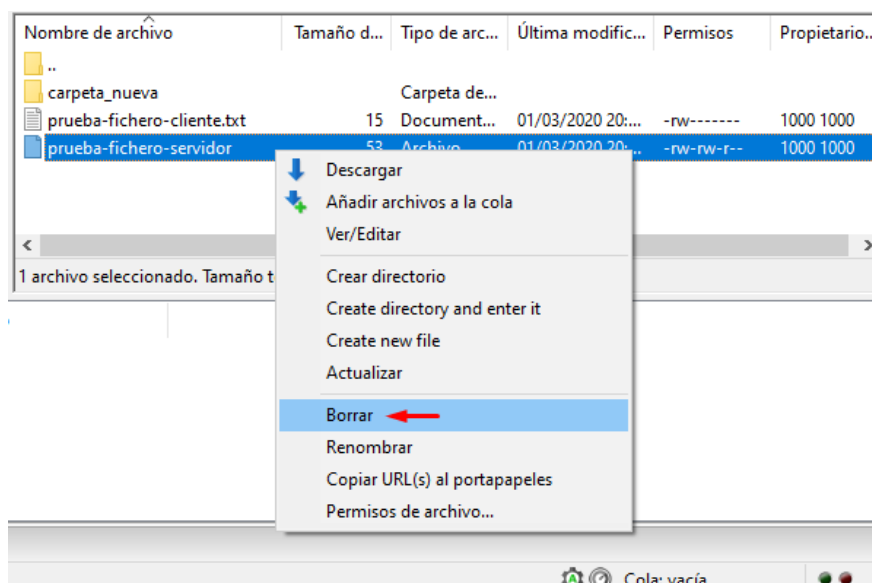 Nombre de archivo Tamaño d... Tipo de arc... Última modific... Permisos Propietario...
..
carpeta_nueva Carpeta de...
prueba-fichero-cliente.txt 15 Document... 01/03/2020 20:... -rw------- 1000 1000
prueba-fichero-servidor 53 Archivo 01/03/2020 20:... -rw-rw-r-- 1000 1000
Descargar
Añadir archivos a la cola
Ver/Editar
1 archivo seleccionado. Tamaño t
Crear directorio
Create directory and enter it
Create new file
Actualizar
Borrar
Renombrar
Copiar URL(s) al portapapeles
Permisos de archivo...
Cola: vacía